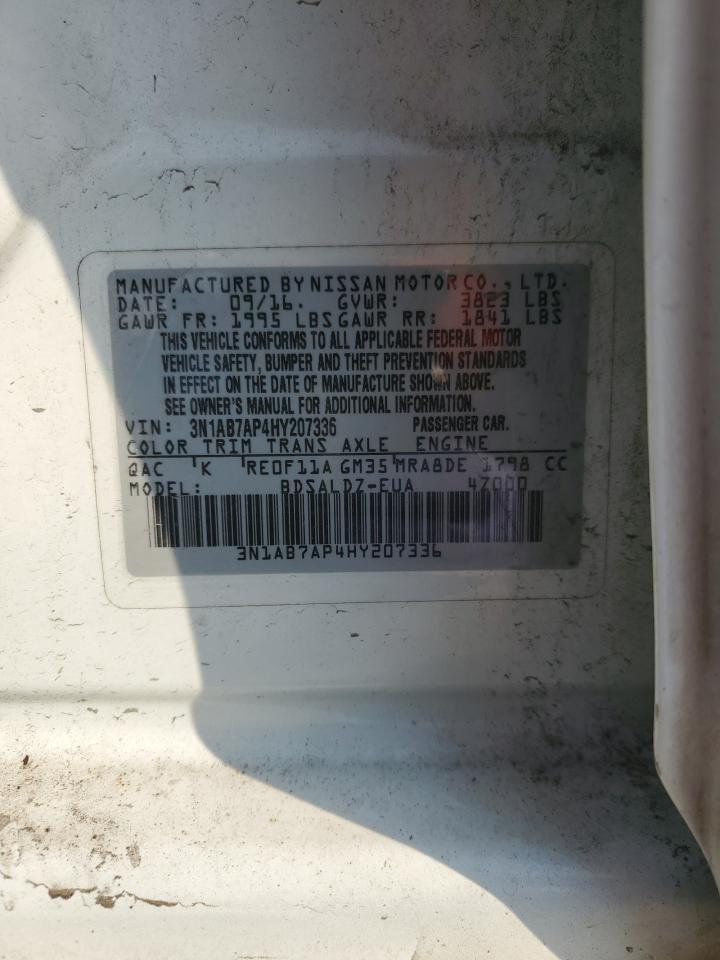 MANUFACTURED BY NISSAN MOTOR CO., LTD.
DATE: 09/16. GVWR: 3823 LBS
GAWR FR: 1995 LBS GAWR RR: 1841 LBS
THIS VEHICLE CONFORMS TO ALL APPLICABLE FEDERAL MOTOR
VEHICLE SAFETY, BUMPER AND THEFT PREVENTION STANDARDS
IN EFFECT ON THE DATE OF MANUFACTURE SHOWN ABOVE.
SEE OWNER'S MANUAL FOR ADDITIONAL INFORMATION.
VIN: 3N1AB7AP4HY207336 PASSENGER CAR.
COLOR TRIM TRANS AXLE ENGINE
QAC K RE0F11A GM35 MRA8DE 1798 CC
MODEL: BDSALDZ-EUA 47000
3N1AB7AP4HY207336